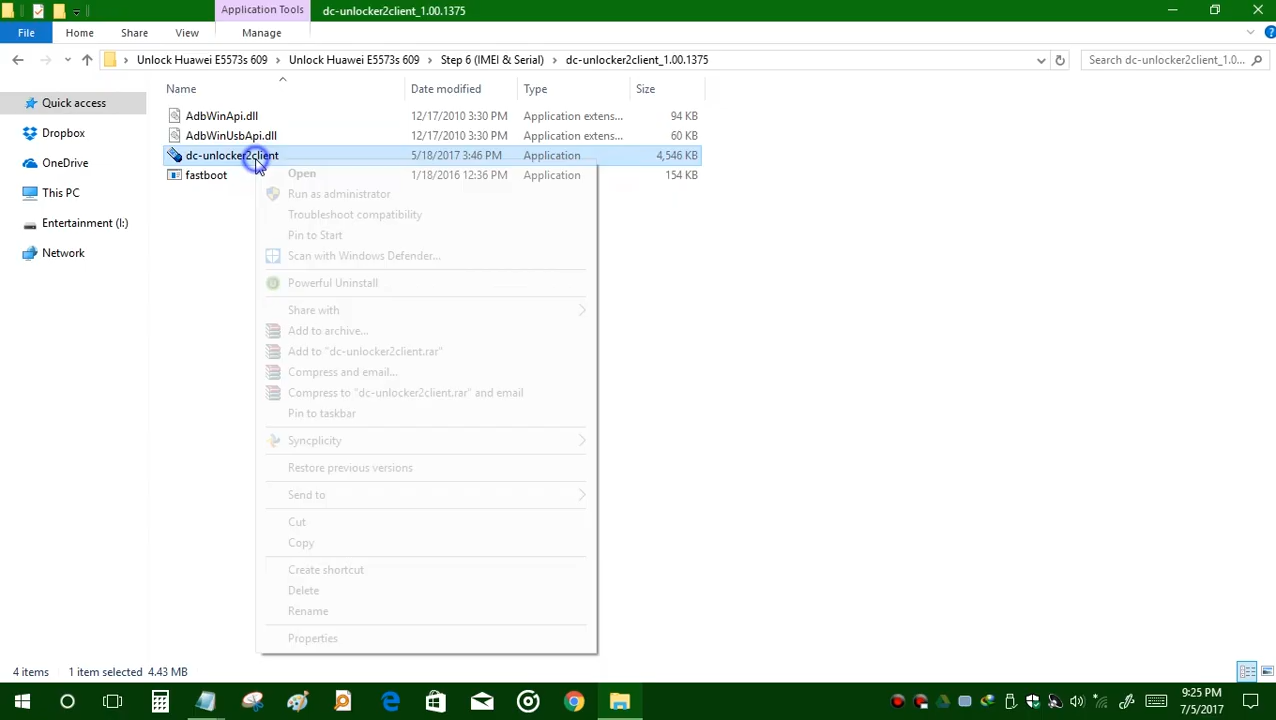 Application Tools
dc-unlocker2client_1.00.1375
File
Home
Share
View
Manage
Unlock Huawei E5573s 609
Unlock Huawei E5573s 609
Step 6 (IMEI & Serial)
dc-unlocker2client_1.00.1375
Search dc-unlocker2client_1.0...
Name
Date modified
Type
Size
Quick access
Dropbox
OneDrive
This PC
Entertainment (I:)
Network
AdbWinApi.dll 12/17/2010 3:30 PM Application extens... 94 KB
AdbWinUsbApi.dll 12/17/2010 3:30 PM Application extens... 60 KB
dc-unlocker2client 5/18/2017 3:46 PM Application 4,546 KB
fastboot 1/18/2016 12:36 PM Application 154 KB
Open
Run as administrator
Troubleshoot compatibility
Pin to Start
Scan with Windows Defender...
Powerful Uninstall
Share with
Add to archive...
Add to "dc-unlocker2client.rar"
Compress and email...
Compress to "dc-unlocker2client.rar" and email
Pin to taskbar
Syncplicity
Restore previous versions
Send to
Cut
Copy
Create shortcut
Delete
Rename
Properties
4 items 1 item selected 4.43 MB
9:25 PM
7/5/2017